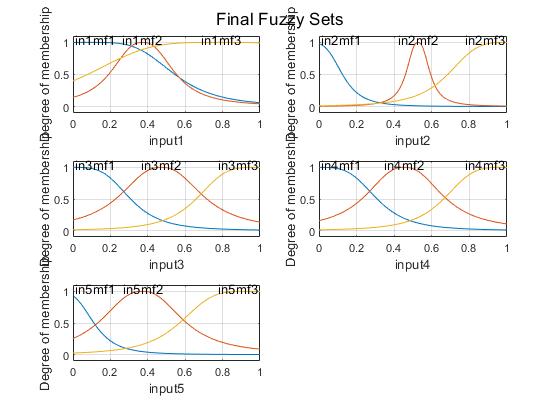 Final Fuzzy Sets
Degree of membership
in1mf1 in1mf2 in1mf3
1
0.5
0
0 0.2 0.4 0.6 0.8 1
input1
Degree of membership
in2mf1 in2mf2 in2mf3
1
0.5
0
0 0.2 0.4 0.6 0.8 1
input2
Degree of membership
in3mf1 in3mf2 in3mf3
1
0.5
0
0 0.2 0.4 0.6 0.8 1
input3
Degree of membership
in4mf1 in4mf2 in4mf3
1
0.5
0
0 0.2 0.4 0.6 0.8 1
input4
Degree of membership
in5mf1 in5mf2 in5mf3
1
0.5
0
0 0.2 0.4 0.6 0.8 1
input5